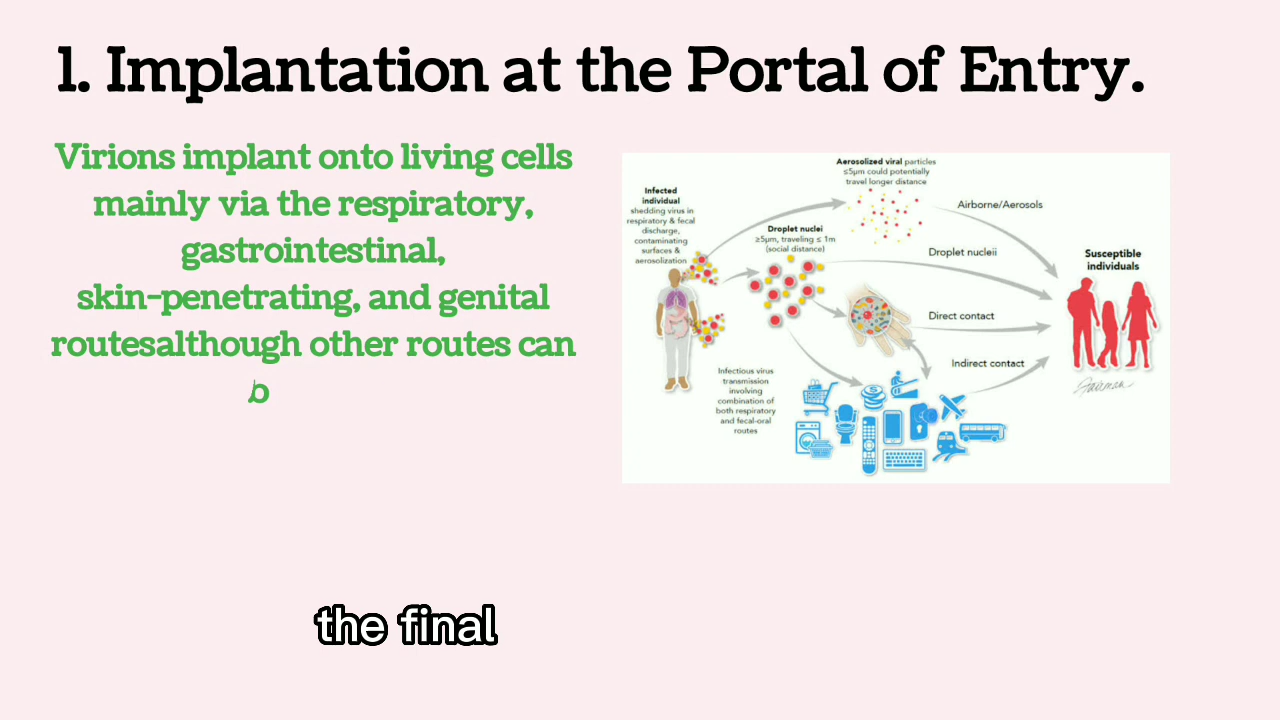 1. Implantation at the Portal of Entry.
Virions implant onto living cells
mainly via the respiratory,
gastrointestinal,
skin-penetrating, and genital
routesalthough other routes can
b
Aerosolized viral particles
≤5μm could potentially
travel longer distance
Infected
individual
shedding virus in
respiratory & fecal
discharge,
contaminating
surfaces &
aerosolization
Droplet nuclei
≥5μm, traveling ≤ 1m
(social distance)
Airborne/Aerosols
Droplet nucleii
Susceptible
individuals
Direct contact
Indirect contact
Infectious virus
transmission
involving
combination of
both respiratory
and fecal-oral
routes
the final